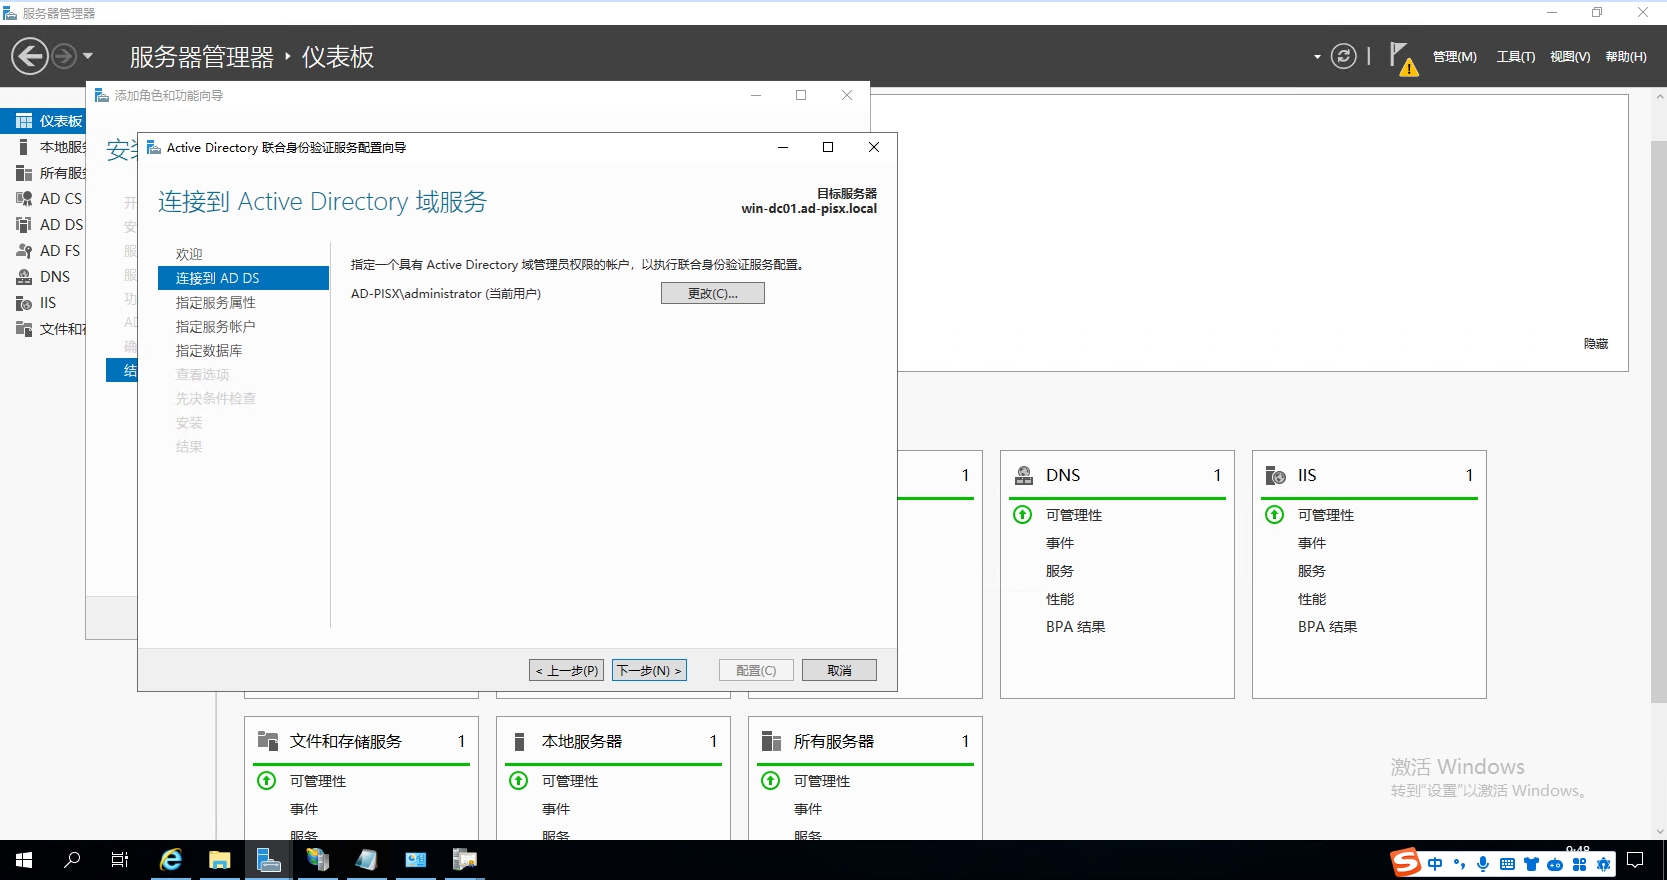 服务器管理器
服务器管理器 ‣ 仪表板
管理(M) 工具(T) 视图(V) 帮助(H)
仪表板
本地服务
所有服务
AD CS
AD DS
AD FS
DNS
IIS
文件和存
添加角色和功能向导
安装
开
安
服
服
功
AD
确
结
Active Directory 联合身份验证服务配置向导
连接到 Active Directory 域服务
目标服务器
win-dc01.ad-pisx.local
欢迎
连接到 AD DS
指定服务属性
指定服务帐户
指定数据库
查看选项
先决条件检查
安装
结果
指定一个具有 Active Directory 域管理员权限的帐户，以执行联合身份验证服务配置。
AD-PISX\administrator (当前用户)
更改(C)...
< 上一步(P)
下一步(N) >
配置(C)
取消
隐藏
1
DNS 1
可管理性
事件
服务
性能
BPA 结果
IIS 1
可管理性
事件
服务
性能
BPA 结果
文件和存储服务 1
可管理性
事件
服务
本地服务器 1
可管理性
事件
服务
所有服务器 1
可管理性
事件
服务
激活 Windows
转到"设置"以激活 Windows。
9:48
中